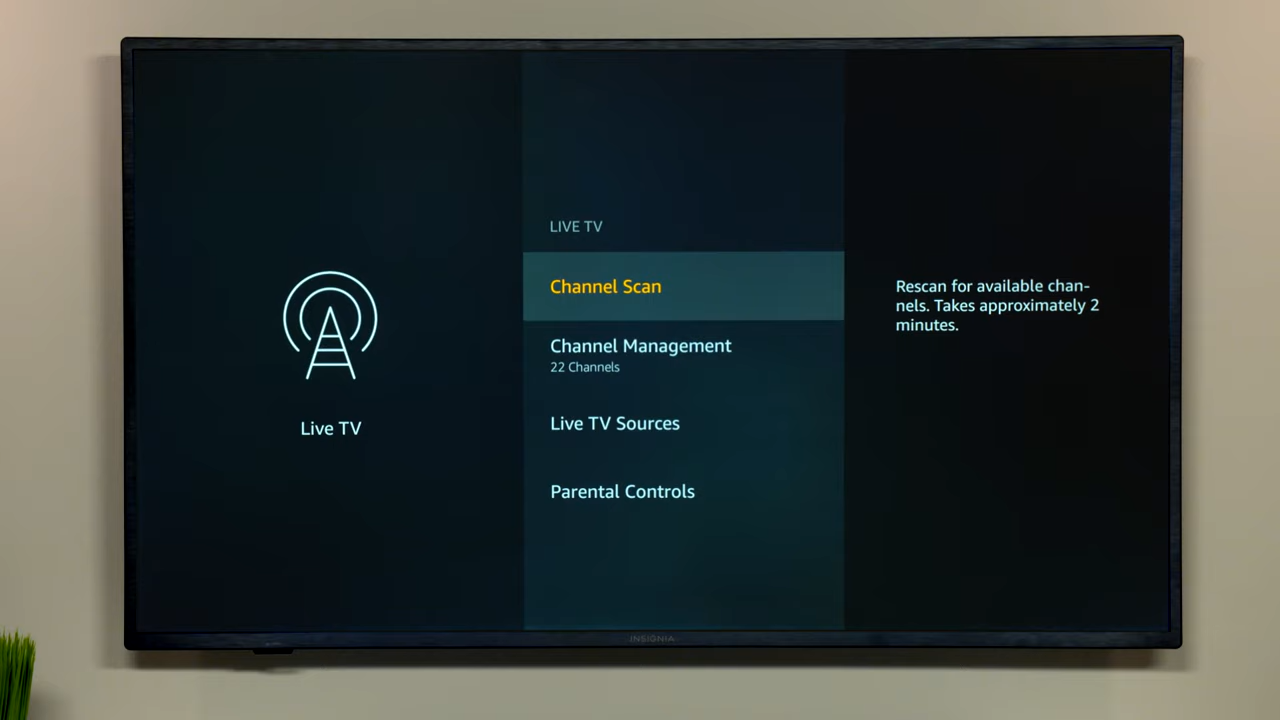 LIVE TV
Channel Scan
Channel Management
22 Channels
Live TV Sources
Parental Controls
Live TV
Rescan for available chan-
nels. Takes approximately 2
minutes.
INSIGNIA